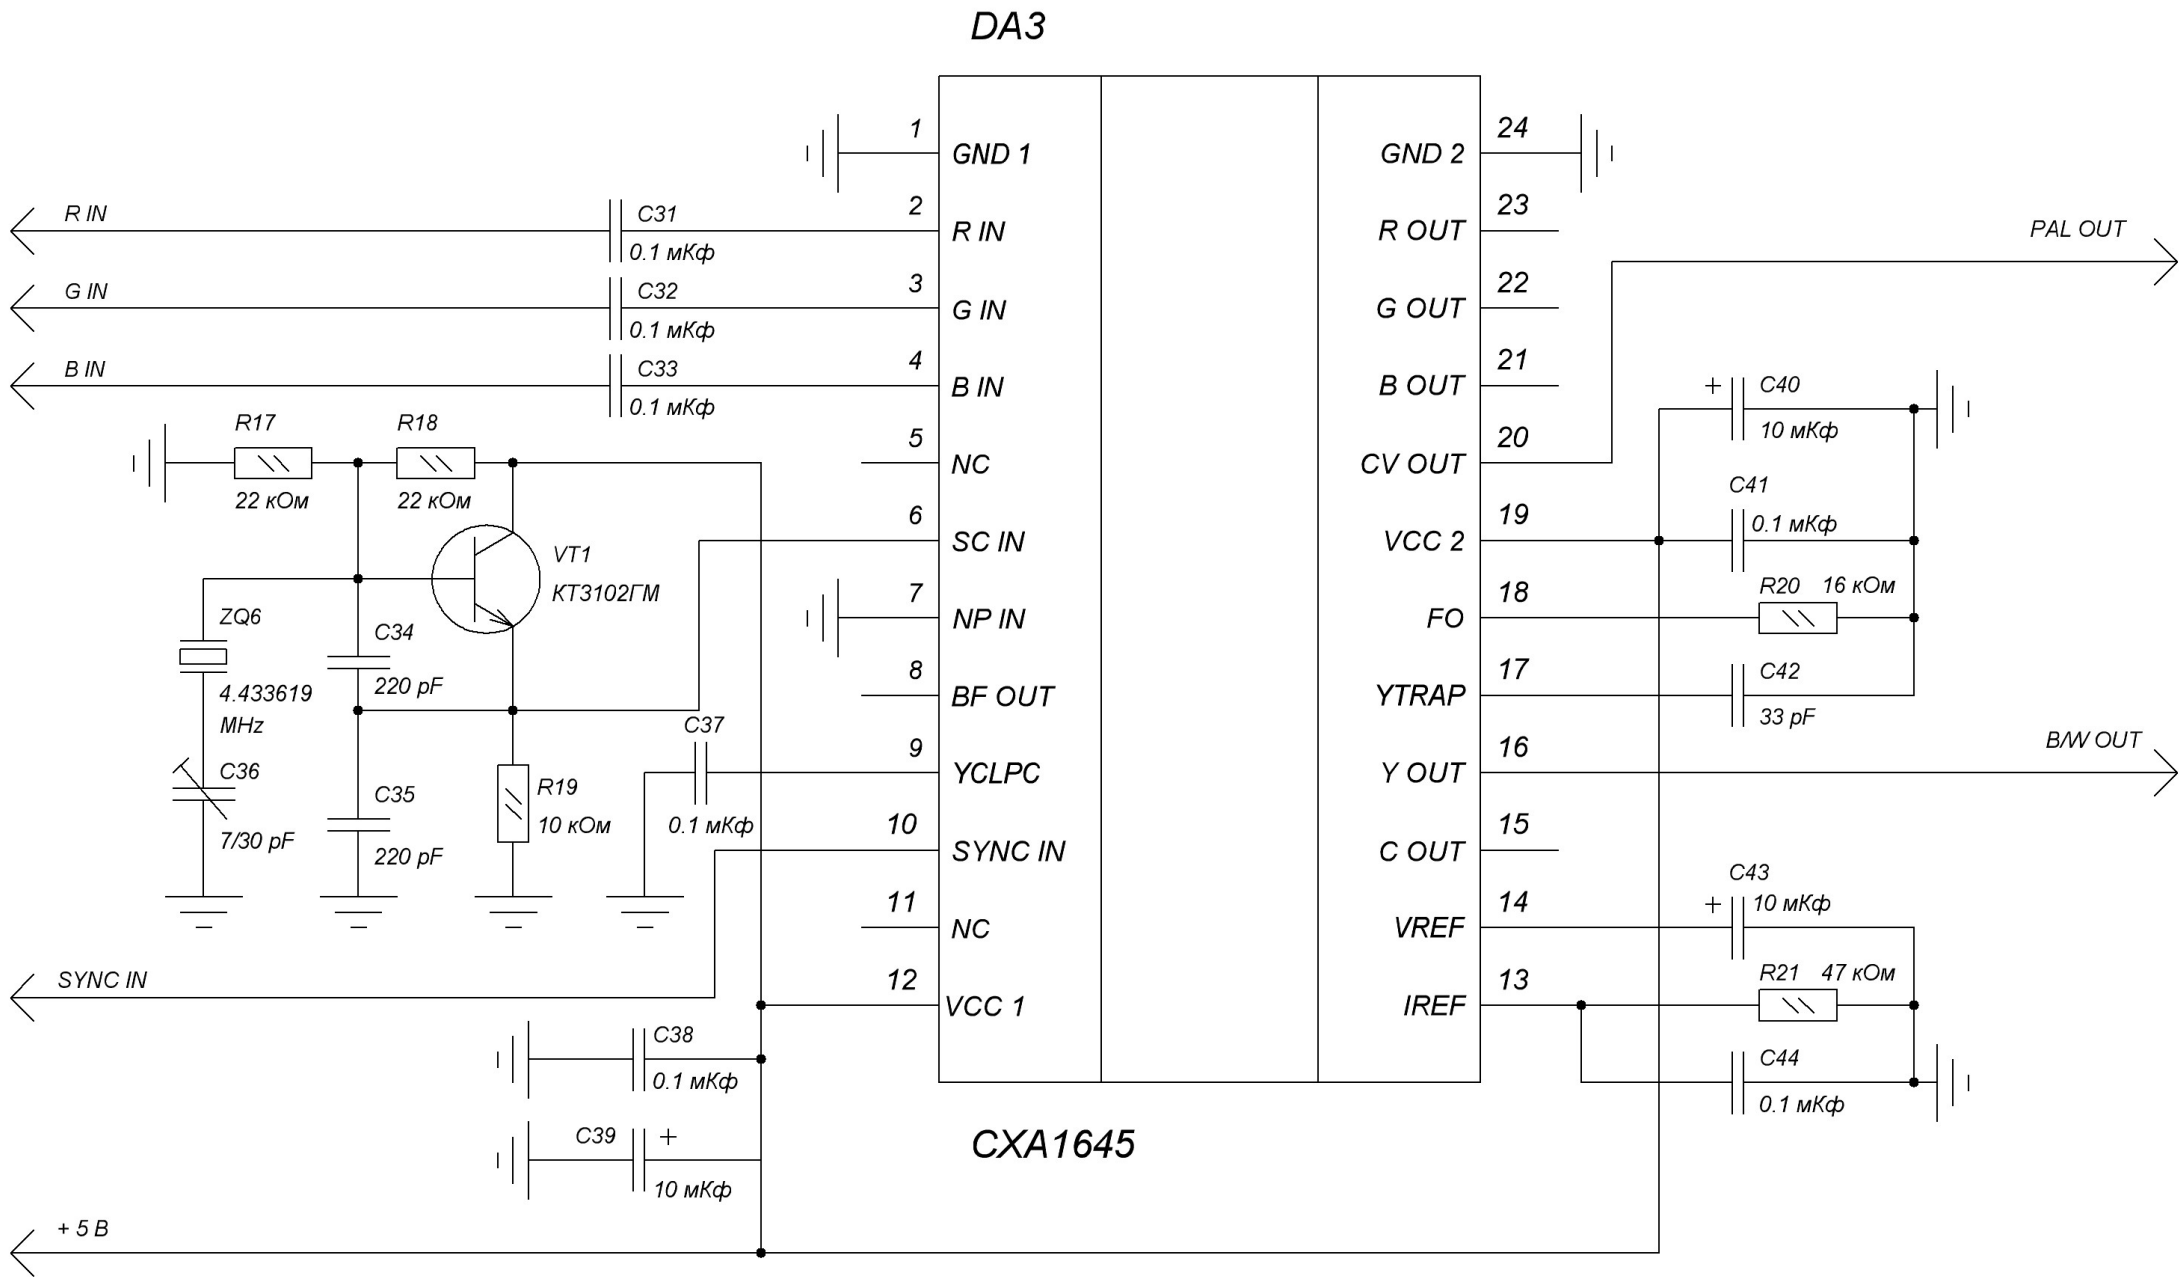 DA3
1
GND 1
GND 2
24
R IN
C31
0.1 мКф
2
R IN
R OUT
23
PAL OUT
G IN
C32
0.1 мКф
3
G IN
G OUT
22
B IN
C33
0.1 мКф
4
B IN
B OUT
21
+ C40
10 мКф
R17
22 кОм
R18
22 кОм
5
NC
CV OUT
20
C41
0.1 мКф
6
SC IN
VCC 2
19
VT1
КТ3102ГМ
R20 16 кОм
7
NP IN
FO
18
ZQ6
4.433619
MHz
C34
220 pF
8
BF OUT
YTRAP
17
C42
33 pF
C37
0.1 мКф
9
YCLPC
Y OUT
16
B/W OUT
C36
7/30 pF
C35
220 pF
R19
10 кОм
10
SYNC IN
C OUT
15
C43
+ 10 мКф
11
NC
VREF
14
SYNC IN
12
VCC 1
IREF
13
R21 47 кОм
C38
0.1 мКф
C44
0.1 мКф
C39 +
10 мКф
CXA1645
+ 5 В